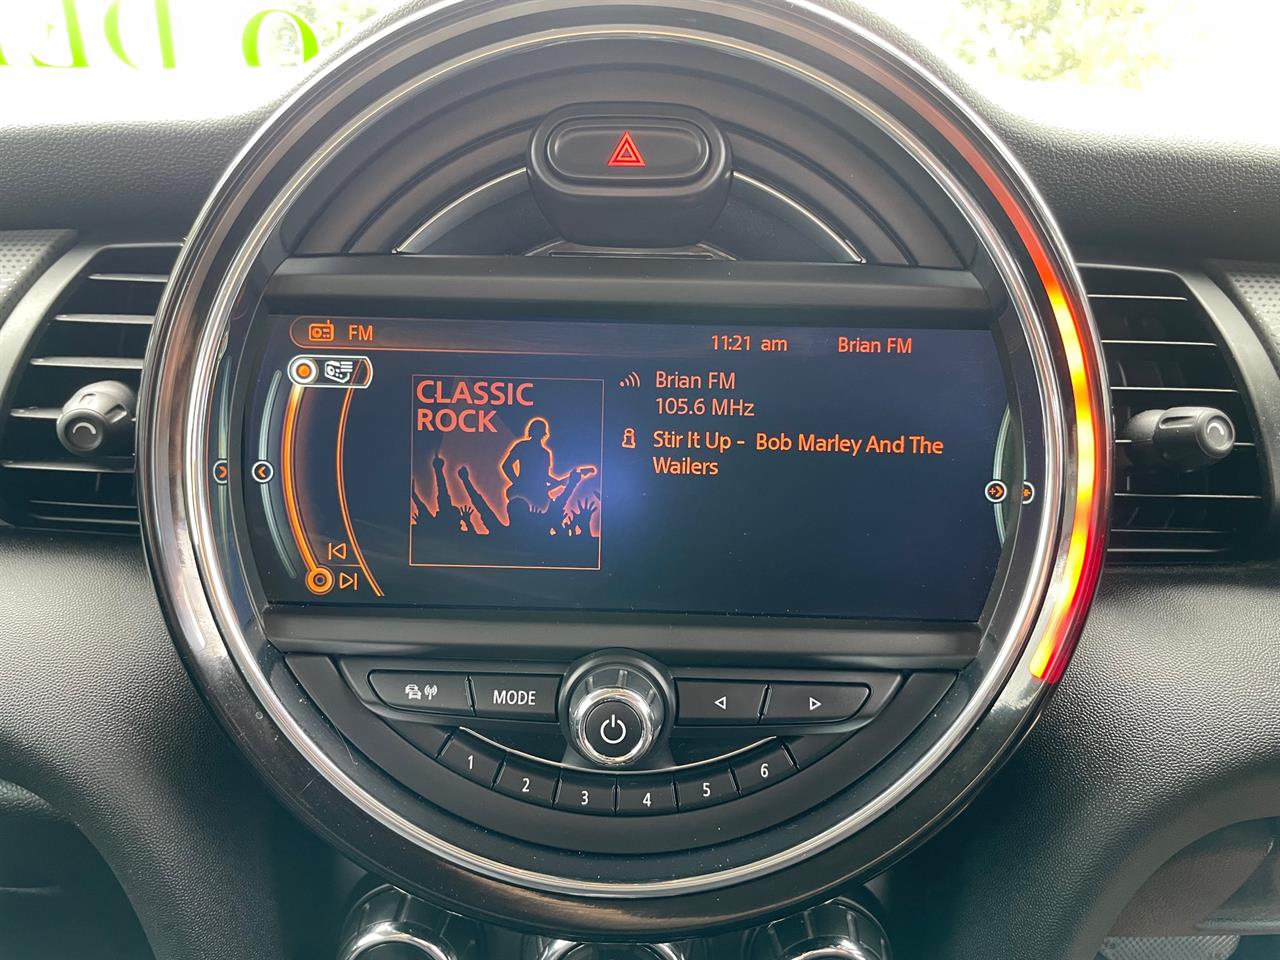 FM
11:21 am
Brian FM
CLASSIC
ROCK
Brian FM
105.6 MHz
Stir It Up - Bob Marley And The
Wailers
MODE
1
2
3
4
5
6